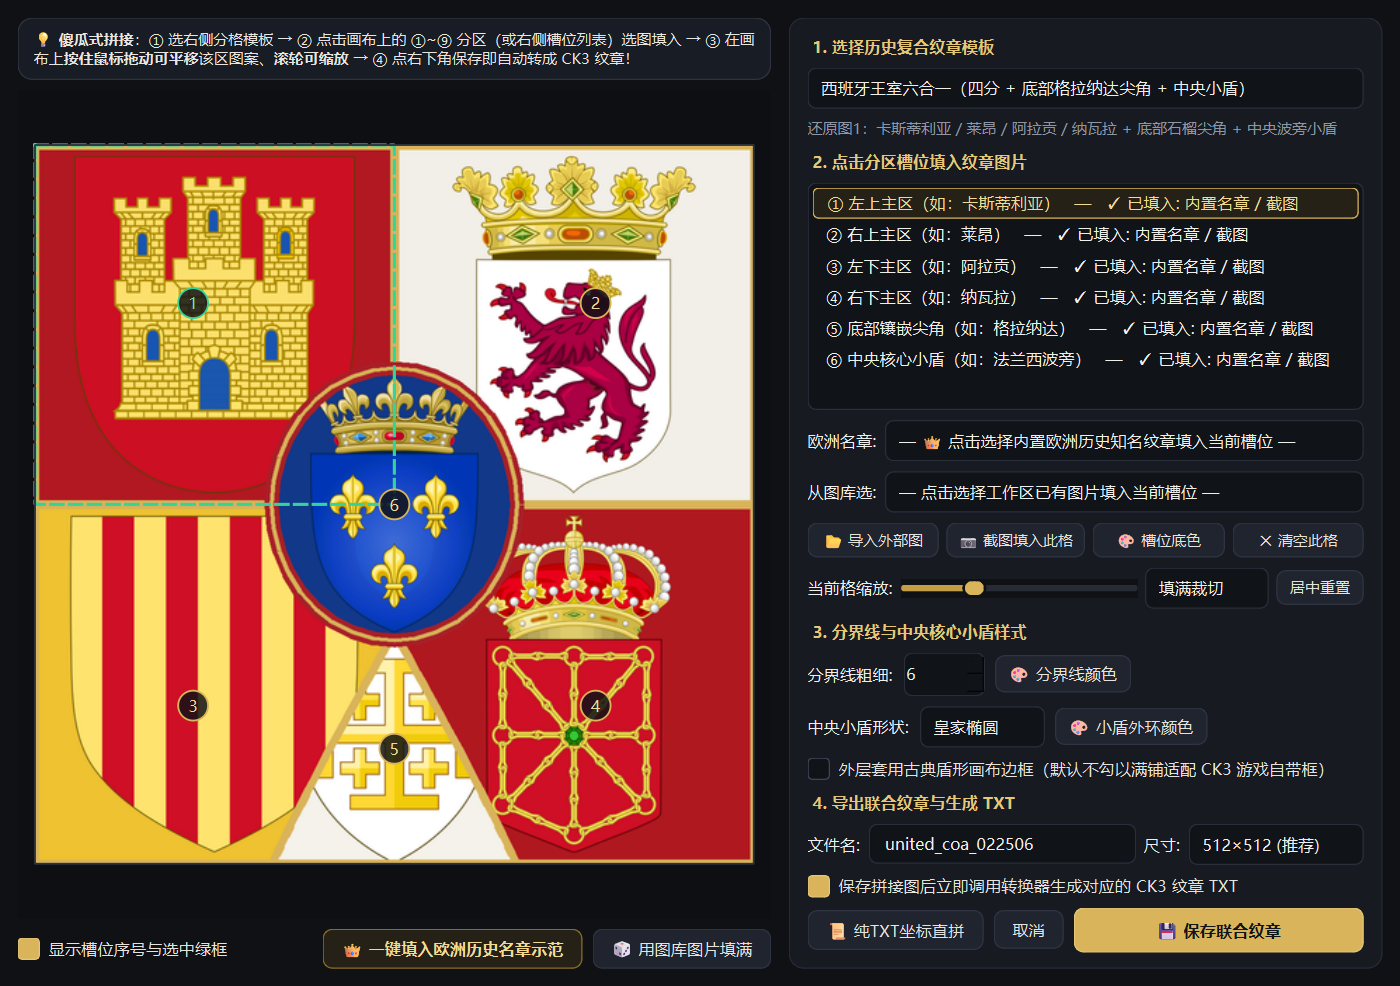 💡 傻瓜式拼接：① 选右侧分格模板 → ② 点击画布上的 ①~⑨ 分区（或右侧槽位列表）选图填入 → ③ 在画
布上按住鼠标拖动可平移该区图案、滚轮可缩放 → ④ 点右下角保存即自动转成 CK3 纹章！
1
2
3
4
5
6
显示槽位序号与选中绿框
👑 一键填入欧洲历史名章示范
🎲 用图库图片填满
1. 选择历史复合纹章模板
西班牙王室六合一（四分 + 底部格拉纳达尖角 + 中央小盾）
还原图1：卡斯蒂利亚 / 莱昂 / 阿拉贡 / 纳瓦拉 + 底部石榴尖角 + 中央波旁小盾
2. 点击分区槽位填入纹章图片
① 左上主区（如：卡斯蒂利亚） — ✓ 已填入: 内置名章 / 截图
② 右上主区（如：莱昂） — ✓ 已填入: 内置名章 / 截图
③ 左下主区（如：阿拉贡） — ✓ 已填入: 内置名章 / 截图
④ 右下主区（如：纳瓦拉） — ✓ 已填入: 内置名章 / 截图
⑤ 底部镶嵌尖角（如：格拉纳达） — ✓ 已填入: 内置名章 / 截图
⑥ 中央核心小盾（如：法兰西波旁） — ✓ 已填入: 内置名章 / 截图
欧洲名章: — 👑 点击选择内置欧洲历史知名纹章填入当前槽位 —
从图库选: — 点击选择工作区已有图片填入当前槽位 —
📂 导入外部图 📷 截图填入此格 🎨 槽位底色 ✕ 清空此格
当前格缩放: 填满裁切 居中重置
3. 分界线与中央核心小盾样式
分界线粗细: 6 🎨 分界线颜色
中央小盾形状: 皇家椭圆 🎨 小盾外环颜色
外层套用古典盾形画布边框（默认不勾以满铺适配 CK3 游戏自带框）
4. 导出联合纹章与生成 TXT
文件名: united_coa_022506 尺寸: 512×512 (推荐)
保存拼接图后立即调用转换器生成对应的 CK3 纹章 TXT
📜 纯TXT坐标直拼 取消 💾 保存联合纹章